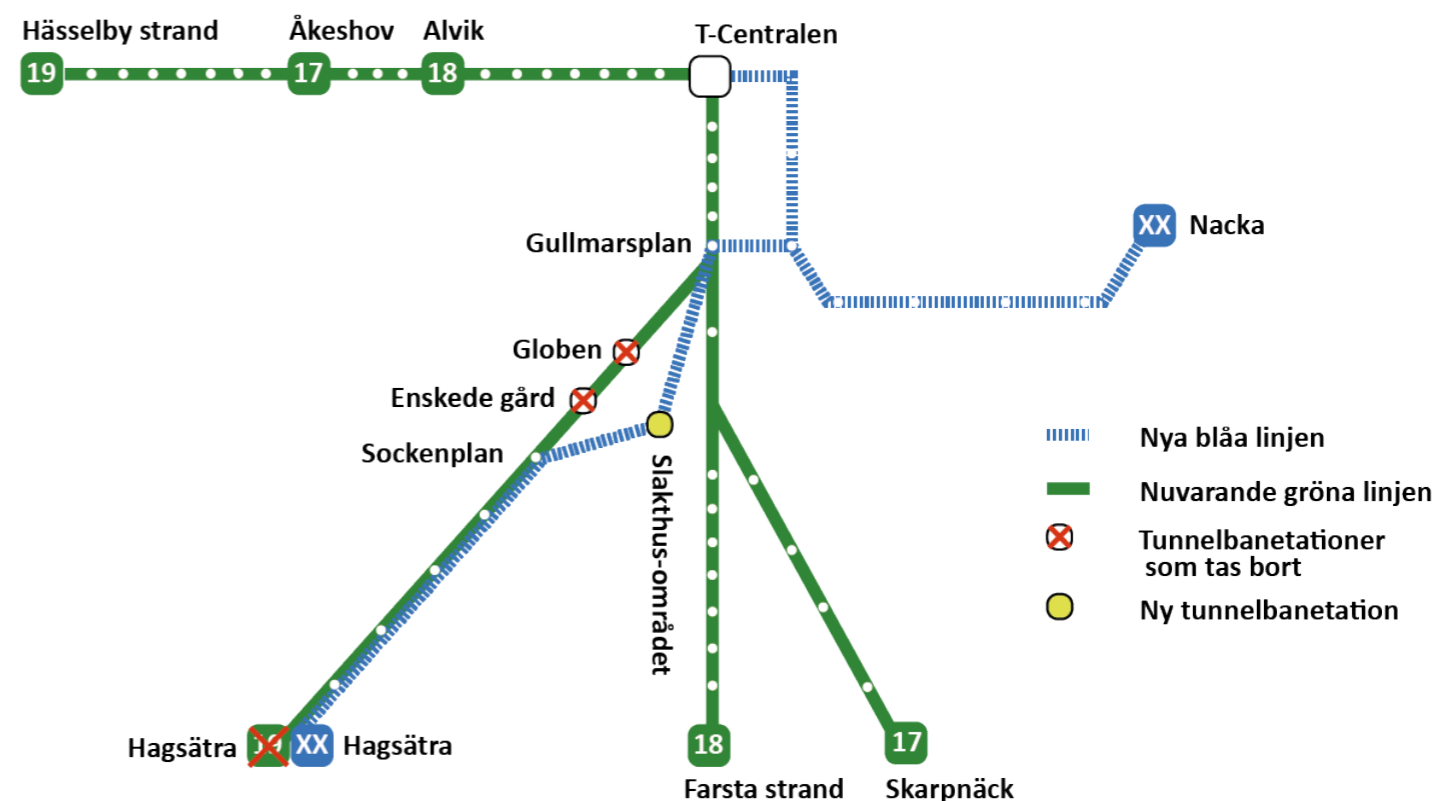 Hässelby strand
Åkeshov
Alvik
T-Centralen
19
17
18
XX
Nacka
Gullmarsplan
Globen
Enskede gård
Sockenplan
Slakthus-området
Nya blåa linjen
Nuvarande gröna linjen
Tunnelbanetationer
som tas bort
Ny tunnelbanetation
Hagsätra
19
XX
Hagsätra
18
17
Farsta strand
Skarpnäck